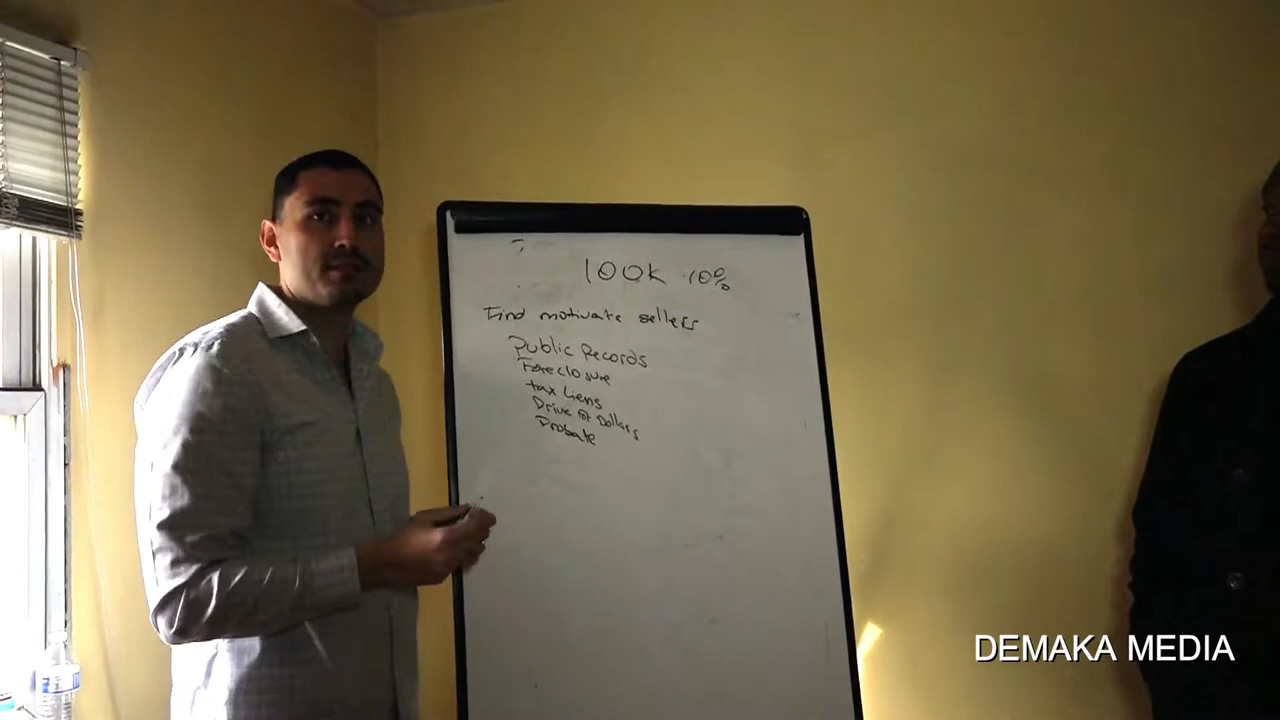 100K 10%
Find motivate sellers
Public Records
Foreclosure
tax Liens
Drive Dollars
Probate
DEMAKA MEDIA